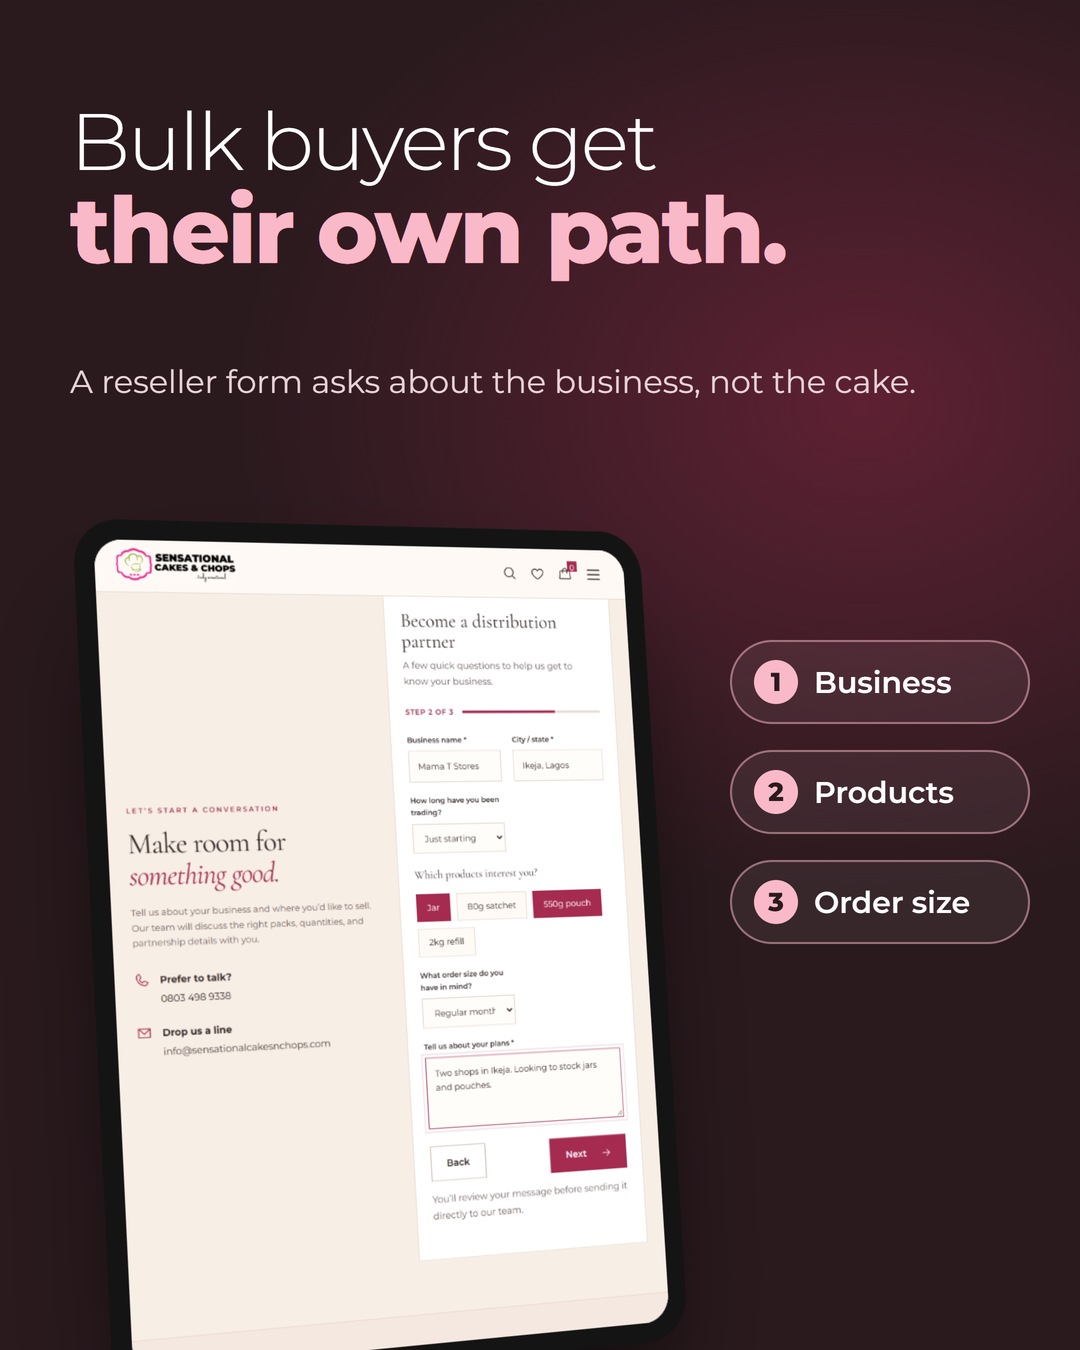 Bulk buyers get
their own path.
A reseller form asks about the business, not the cake.
SENSATIONAL
CAKES & CHOPS
0
Become a distribution
partner
A few quick questions to help us get to
know your business.
STEP 2 OF 3
Business name *
City / state *
Mama T Stores
Ikeja, Lagos
How long have you been
trading?
Just starting
Which products interest you?
Jar
80g satchet
550g pouch
2kg refill
What order size do you
have in mind?
Regular month
Tell us about your plans *
Two shops in Ikeja. Looking to stock jars
and pouches.
Back
Next
You'll review your message before sending it
directly to our team.
LET'S START A CONVERSATION
Make room for
something good.
Tell us about your business and where you'd like to sell.
Our team will discuss the right packs, quantities, and
partnership details with you.
Prefer to talk?
0803 498 9338
Drop us a line
info@sensationalcakesnchops.com
1 Business
2 Products
3 Order size